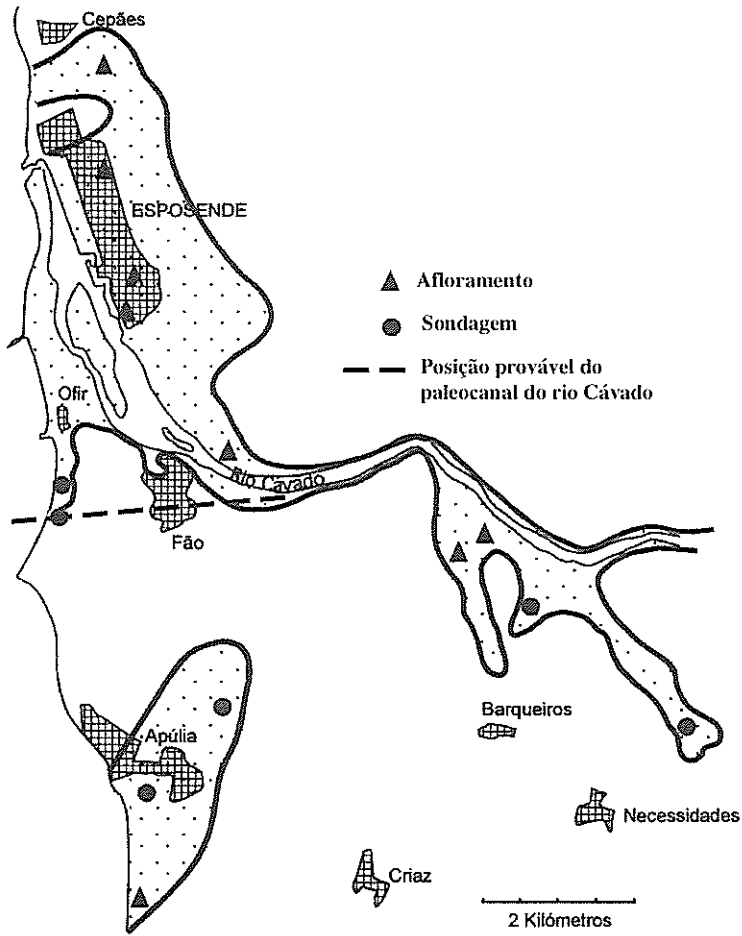 Cepães
ESPOSENDE
Afloramento
Sondagem
Posição provável do
paleocanal do rio Cávado
Ofir
Rio Cavado
Fão
Barqueiros
Apúlia
Necessidades
Criaz
2 Kilómetros